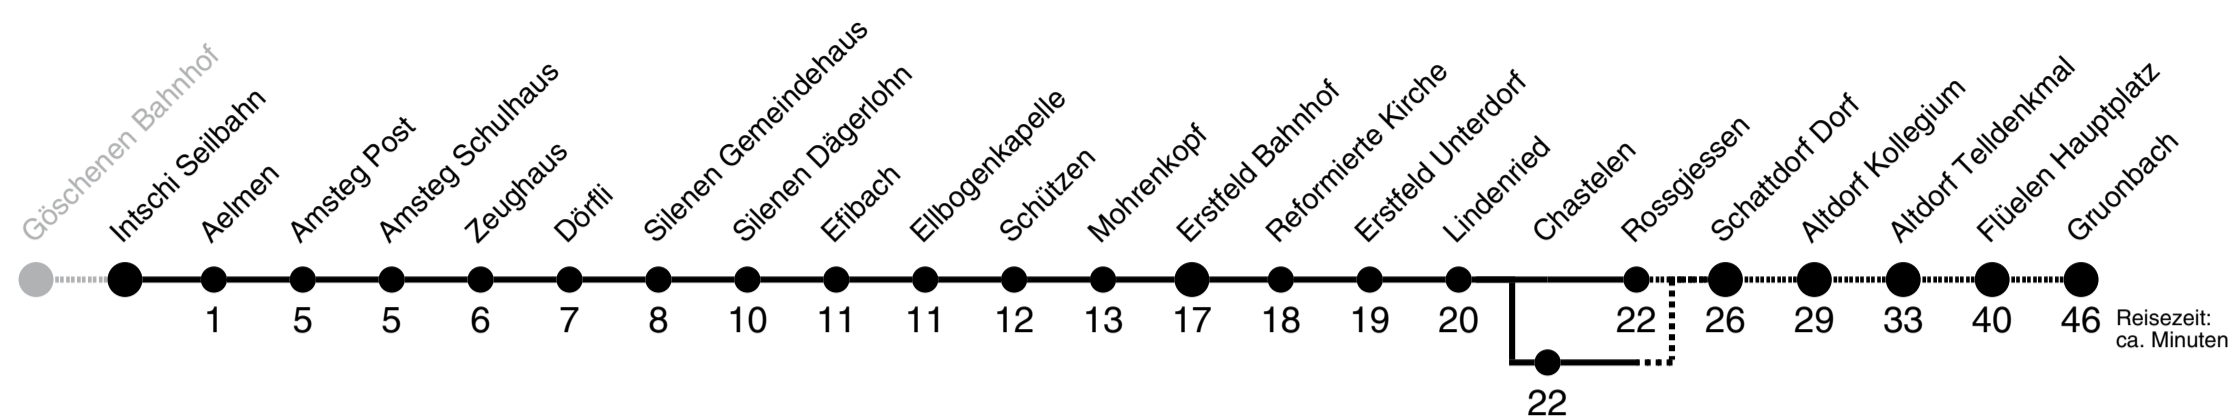 Göschenen Bahnhof
Intschi Seilbahn
Aelmen
Amsteg Post
Amsteg Schulhaus
Zeughaus
Dörfli
Silenen Gemeindehaus
Silenen Dägerlohn
Efibach
Ellbogenkapelle
Schützen
Mohrenkopf
Erstfeld Bahnhof
Reformierte Kirche
Erstfeld Unterdorf
Lindenried
Chastelen
Rossgiessen
Schattdorf Dorf
Altdorf Kollegium
Altdorf Telldenkmal
Flüelen Hauptplatz
Gruonbach
1 5 5 6 7 8 10 11 11 12 13 17 18 19 20 22 26 29 33 40 46
Reisezeit:
ca. Minuten
22